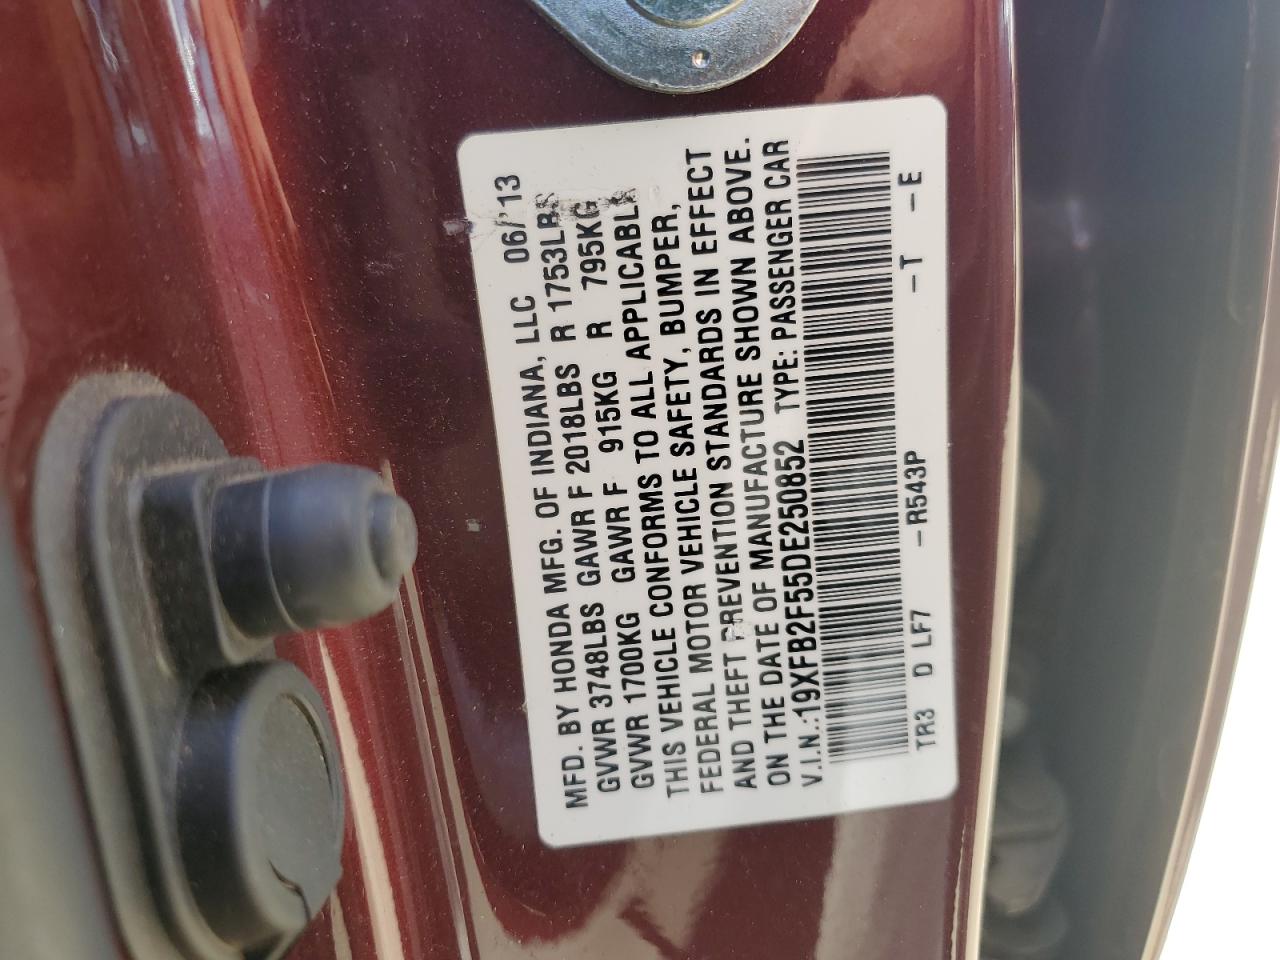 MFD. BY HONDA MFG. OF INDIANA, LLC 06/'13
GVWR 3748LBS GAWR F 2018LBS R 1753LBS
GVWR 1700KG GAWR F 915KG R 795KG
THIS VEHICLE CONFORMS TO ALL APPLICABLE
FEDERAL MOTOR VEHICLE SAFETY, BUMPER,
AND THEFT PREVENTION STANDARDS IN EFFECT
ON THE DATE OF MANUFACTURE SHOWN ABOVE.
V.I.N.:19XFB2F55DE250852 TYPE: PASSENGER CAR
TR3 D LF7 –R543P –T –E